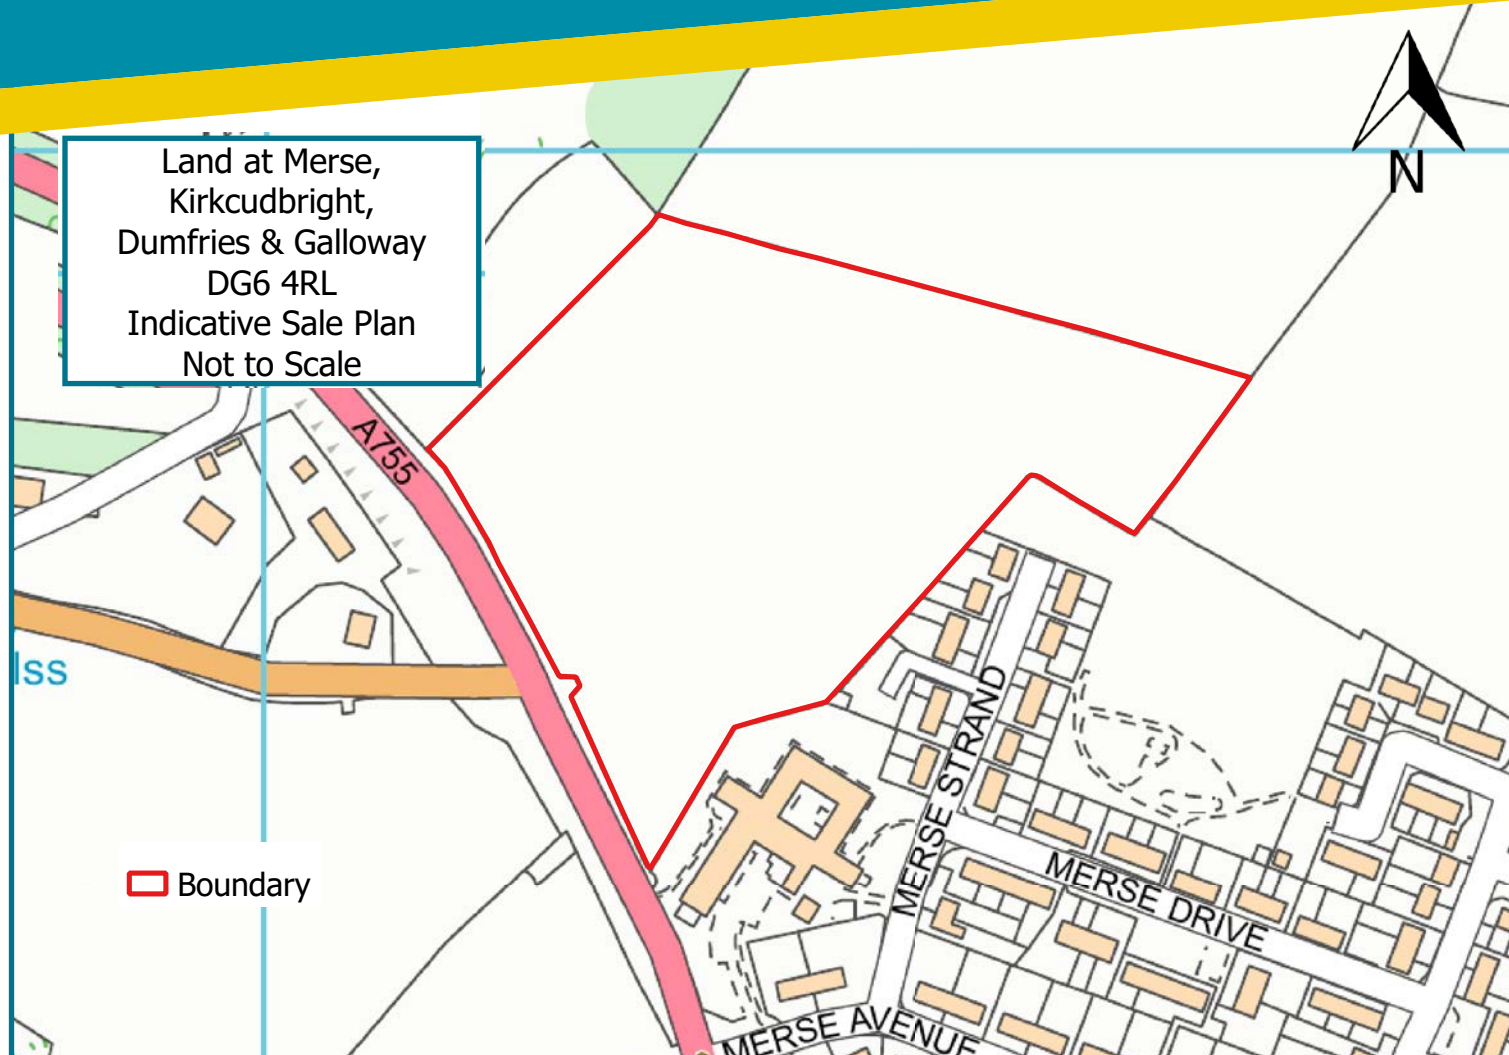 Land at Merse,
Kirkcudbright,
Dumfries & Galloway
DG6 4RL
Indicative Sale Plan
Not to Scale
N
A755
lss
MERSE STRAND
MERSE DRIVE
Boundary
MERSE AVENUE